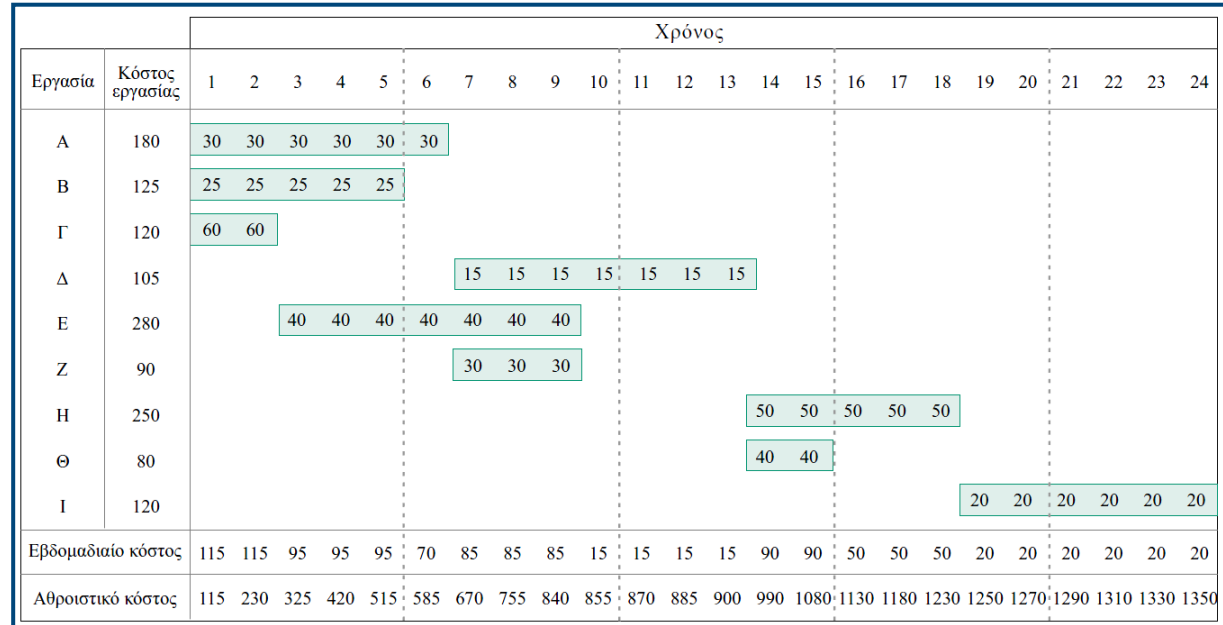 Χρόνος
Εργασία Κόστος εργασίας 1 2 3 4 5 6 7 8 9 10 11 12 13 14 15 16 17 18 19 20 21 22 23 24
Α 180 30 30 30 30 30 30
Β 125 25 25 25 25 25
Γ 120 60 60
Δ 105 15 15 15 15 15 15 15
Ε 280 40 40 40 40 40 40 40
Ζ 90 30 30 30
Η 250 50 50 50 50 50
Θ 80 40 40
Ι 120 20 20 20 20 20 20
Εβδομαδιαίο κόστος 115 115 95 95 95 70 85 85 85 15 15 15 15 90 90 50 50 50 20 20 20 20 20 20
Αθροιστικό κόστος 115 230 325 420 515 585 670 755 840 855 870 885 900 990 1080 1130 1180 1230 1250 1270 1290 1310 1330 1350